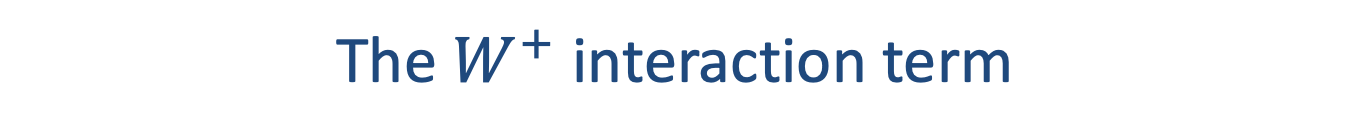 The W⁺ interaction term